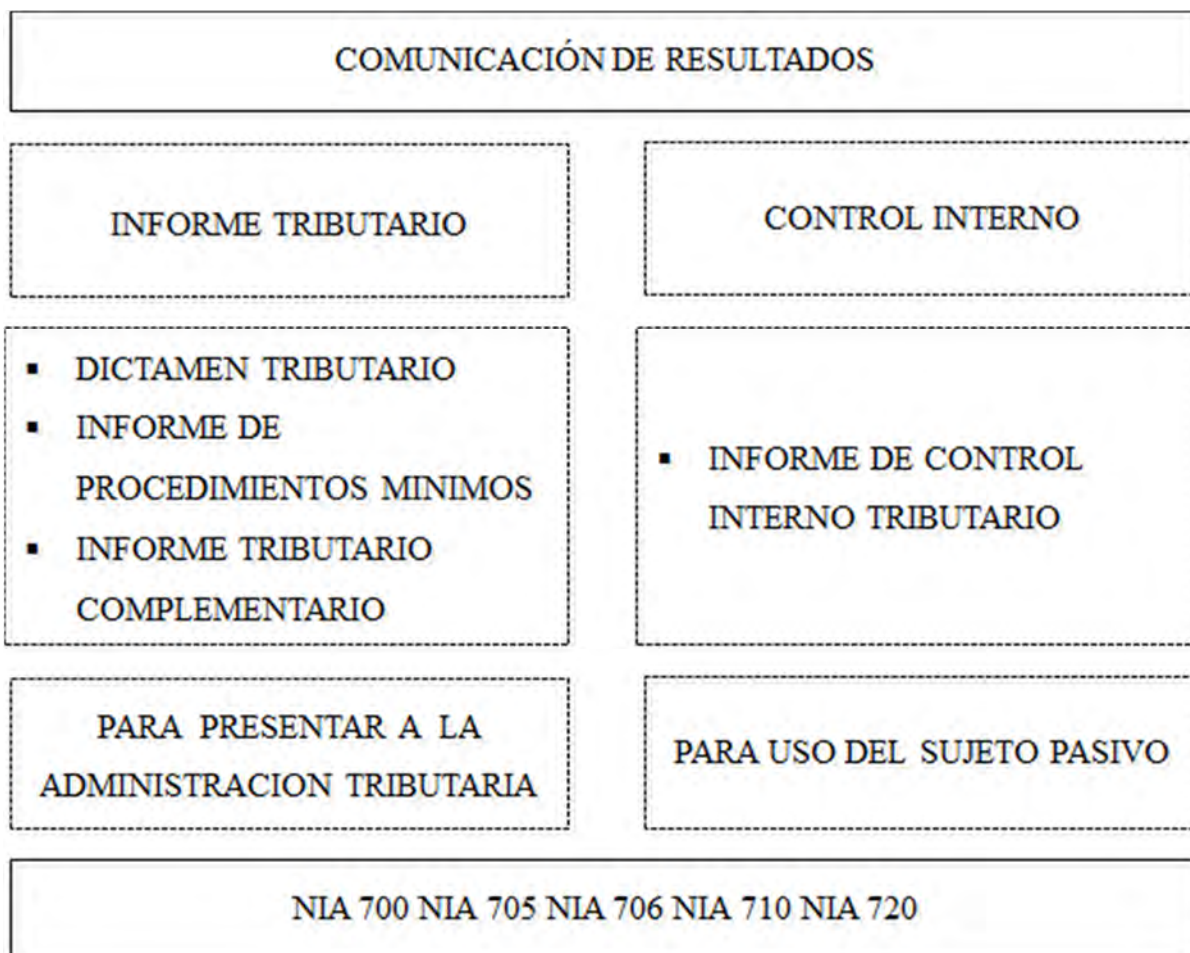 COMUNICACIÓN DE RESULTADOS
INFORME TRIBUTARIO
CONTROL INTERNO
▪ DICTAMEN TRIBUTARIO
▪ INFORME DE
PROCEDIMIENTOS MINIMOS
▪ INFORME TRIBUTARIO
COMPLEMENTARIO
▪ INFORME DE CONTROL
INTERNO TRIBUTARIO
PARA PRESENTAR A LA
ADMINISTRACION TRIBUTARIA
PARA USO DEL SUJETO PASIVO
NIA 700 NIA 705 NIA 706 NIA 710 NIA 720